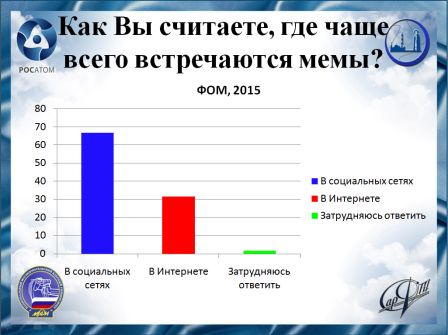 Как Вы считаете, где чаще
всего встречаются мемы?
РОСАТОМ
ФОМ, 2015
80
70
60
50
40
30
20
10
0
В социальных
сетях
В Интернете
Затрудняюсь
ответить
В социальных сетях
В Интернете
Затрудняюсь ответить
СарФТИ